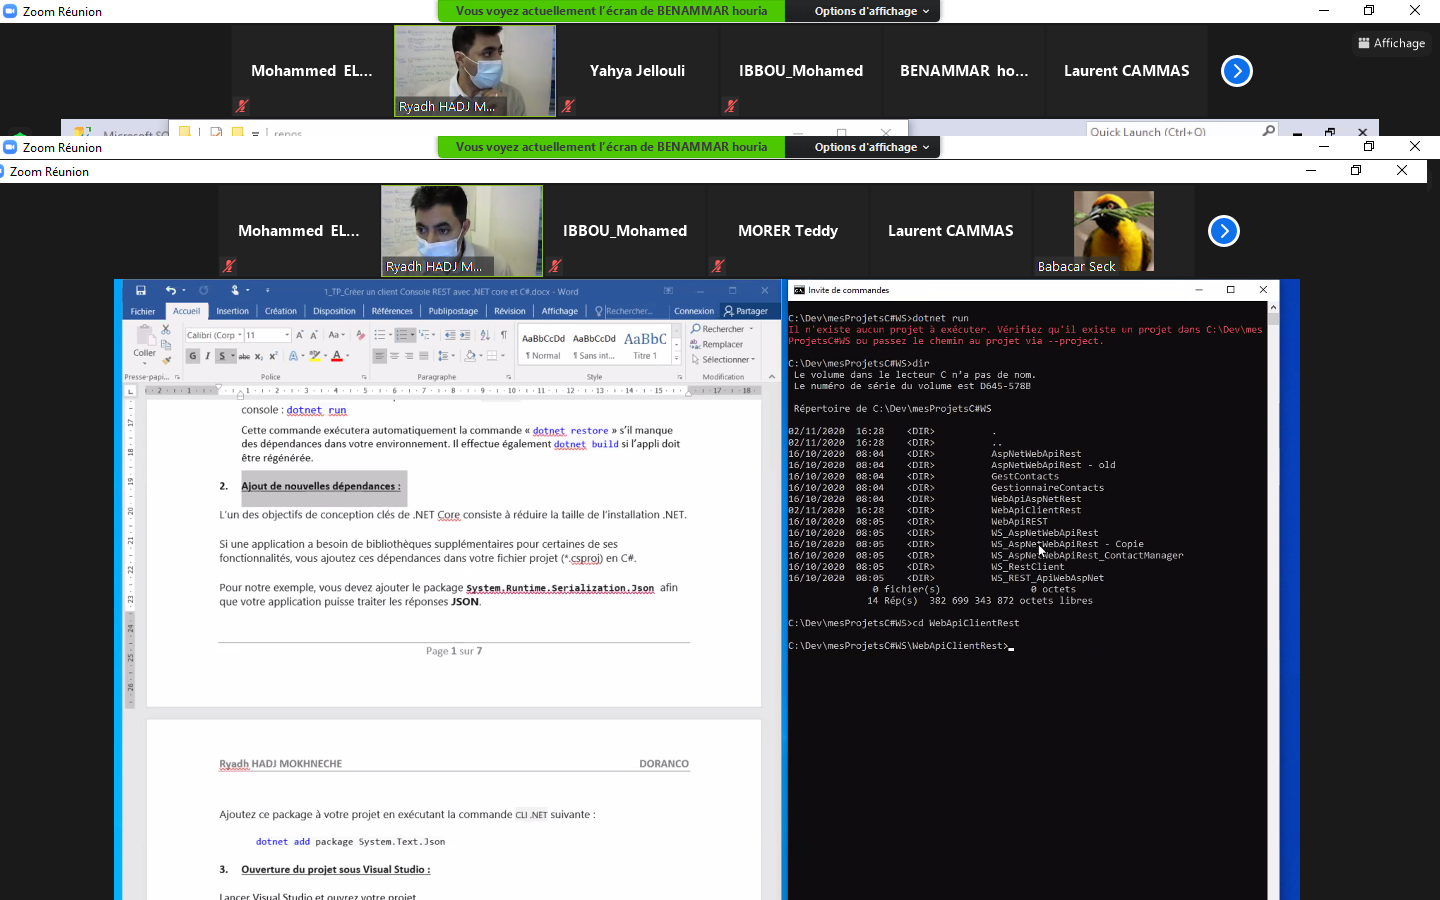 Zoom Réunion
Vous voyez actuellement l'écran de BENAMMAR houria
Options d'affichage
Affichage
Mohammed EL...
Ryadh HADJ M...
Yahya Jellouli
IBBOU_Mohamed
BENAMMAR ho...
Laurent CAMMAS
repos
Quick Launch (Ctrl+Q)
Zoom Réunion
Vous voyez actuellement l'écran de BENAMMAR houria
Options d'affichage
Zoom Réunion
Mohammed EL...
Ryadh HADJ M...
IBBOU_Mohamed
MORER Teddy
Laurent CAMMAS
Babacar Seck
1_TP_Créer un client Console REST avec .NET core et C#.docx - Word
Fichier Accueil Insertion Création Disposition Références Publipostage Révision Affichage Rechercher... Connexion Partager
Coller
Calibri (Corp 11
G I S abc
AaBbCcDd AaBbCcDd AaBbC
¶ Normal ¶ Sans int... Titre 1
Rechercher
Remplacer
Sélectionner
Presse-papi... Police Paragraphe Style Modification
console : dotnet run
Cette commande exécutera automatiquement la commande « dotnet restore » s'il manque
des dépendances dans votre environnement. Il effectue également dotnet build si l'appli doit
être régénérée.
2. Ajout de nouvelles dépendances :
L'un des objectifs de conception clés de .NET Core consiste à réduire la taille de l'installation .NET.
Si une application a besoin de bibliothèques supplémentaires pour certaines de ses
fonctionnalités, vous ajoutez ces dépendances dans votre fichier projet (*.csproj) en C#.
Pour notre exemple, vous devez ajouter le package System.Runtime.Serialization.Json afin
que votre application puisse traiter les réponses JSON.
Page 1 sur 7
Ryadh HADJ MOKHNECHE DORANCO
Ajoutez ce package à votre projet en exécutant la commande CLI .NET suivante :
dotnet add package System.Text.Json
3. Ouverture du projet sous Visual Studio :
Lancer Visual Studio et ouvrez votre projet
Invite de commandes
C:\Dev\mesProjetsC#WS>dotnet run
Il n'existe aucun projet à exécuter. Vérifiez qu'il existe un projet dans C:\Dev\mes
ProjetsC#WS ou passez le chemin au projet via --project.
C:\Dev\mesProjetsC#WS>dir
Le volume dans le lecteur C n'a pas de nom.
Le numéro de série du volume est D645-578B
Répertoire de C:\Dev\mesProjetsC#WS
02/11/2020 16:28 <DIR> .
02/11/2020 16:28 <DIR> ..
16/10/2020 08:04 <DIR> AspNetWebApiRest
16/10/2020 08:04 <DIR> AspNetWebApiRest - old
16/10/2020 08:04 <DIR> GestContacts
16/10/2020 08:04 <DIR> GestionnaireContacts
16/10/2020 08:04 <DIR> WebApiAspNetRest
02/11/2020 16:28 <DIR> WebApiClientRest
16/10/2020 08:05 <DIR> WebApiREST
16/10/2020 08:05 <DIR> WS_AspNetWebApiRest
16/10/2020 08:05 <DIR> WS_AspNetWebApiRest - Copie
16/10/2020 08:05 <DIR> WS_AspNetWebApiRest_ContactManager
16/10/2020 08:05 <DIR> WS_RestClient
16/10/2020 08:05 <DIR> WS_REST_ApiWebAspNet
0 fichier(s) 0 octets
14 Rép(s) 382 699 343 872 octets libres
C:\Dev\mesProjetsC#WS>cd WebApiClientRest
C:\Dev\mesProjetsC#WS\WebApiClientRest>